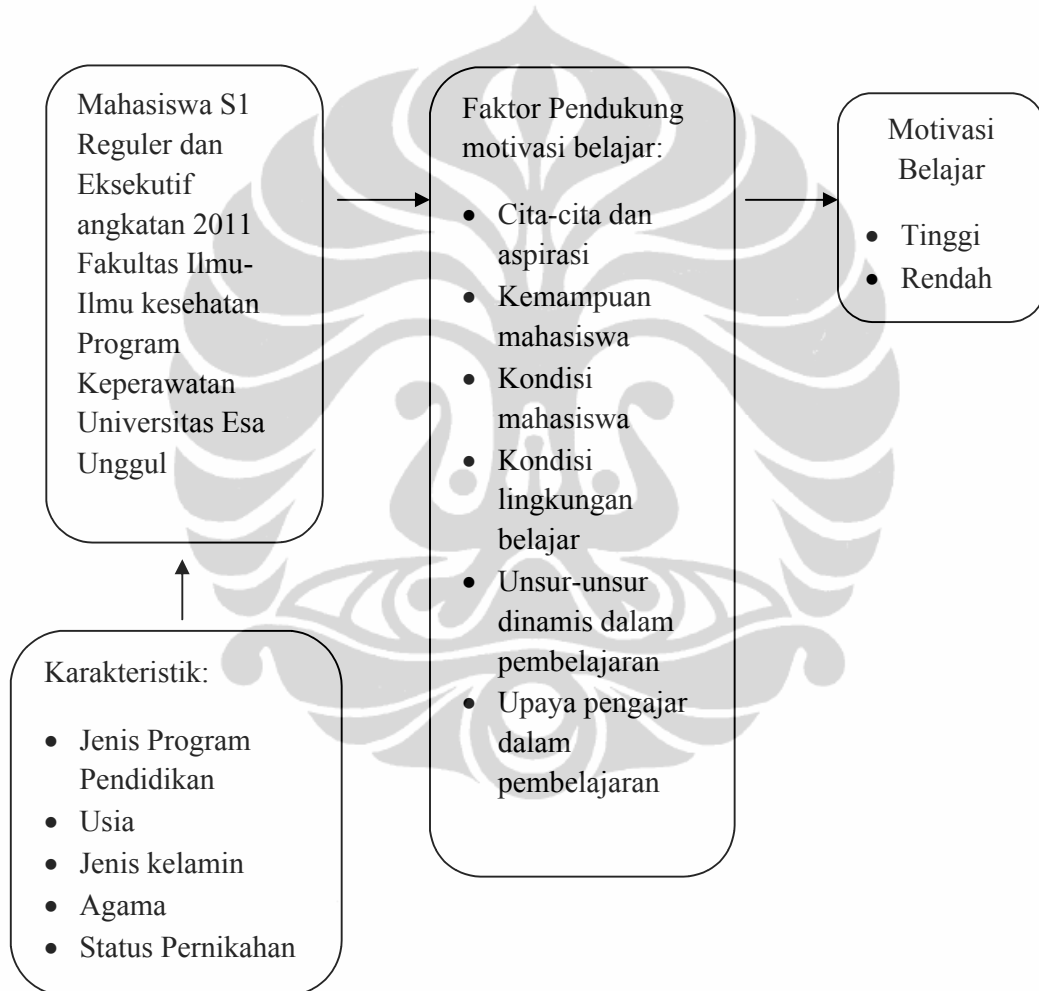 Mahasiswa S1
Reguler dan
Eksekutif
angkatan 2011
Fakultas Ilmu-
Ilmu kesehatan
Program
Keperawatan
Universitas Esa
Unggul
Faktor Pendukung
motivasi belajar:
• Cita-cita dan
aspirasi
• Kemampuan
mahasiswa
• Kondisi
mahasiswa
• Kondisi
lingkungan
belajar
• Unsur-unsur
dinamis dalam
pembelajaran
• Upaya pengajar
dalam
pembelajaran
Motivasi
Belajar
• Tinggi
• Rendah
Karakteristik:
• Jenis Program
Pendidikan
• Usia
• Jenis kelamin
• Agama
• Status Pernikahan